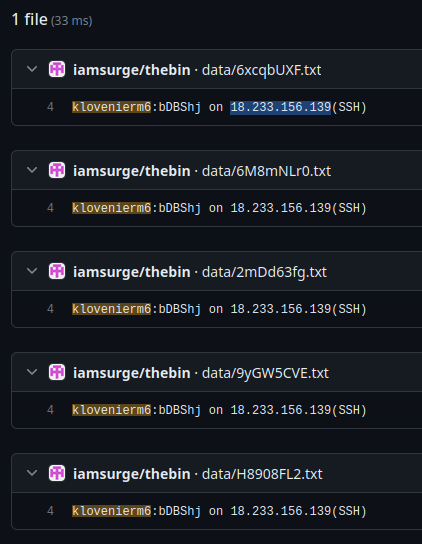 1 file (33 ms)
iamsurge/thebin · data/6xcqbUXF.txt
4 klovenierm6:bDBShj on 18.233.156.139(SSH)
iamsurge/thebin · data/6M8mNLr0.txt
4 klovenierm6:bDBShj on 18.233.156.139(SSH)
iamsurge/thebin · data/2mDd63fg.txt
4 klovenierm6:bDBShj on 18.233.156.139(SSH)
iamsurge/thebin · data/9yGW5CVE.txt
4 klovenierm6:bDBShj on 18.233.156.139(SSH)
iamsurge/thebin · data/H8908FL2.txt
4 klovenierm6:bDBShj on 18.233.156.139(SSH)